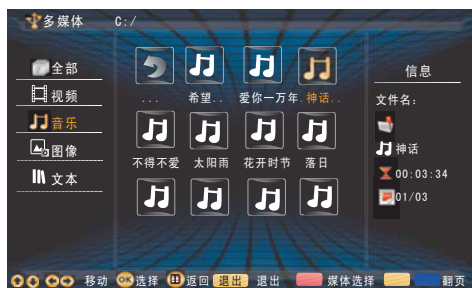 多媒体 C:/
全部
视频
音乐
图像
文本
... 希望.. 爱你一万年. 神话..
不得不爱 太阳雨 花开时节 落日
信息
文件名:
神话
00:03:34
01/03
移动 OK 选择 返回 退出 退出 媒体选择 翻页